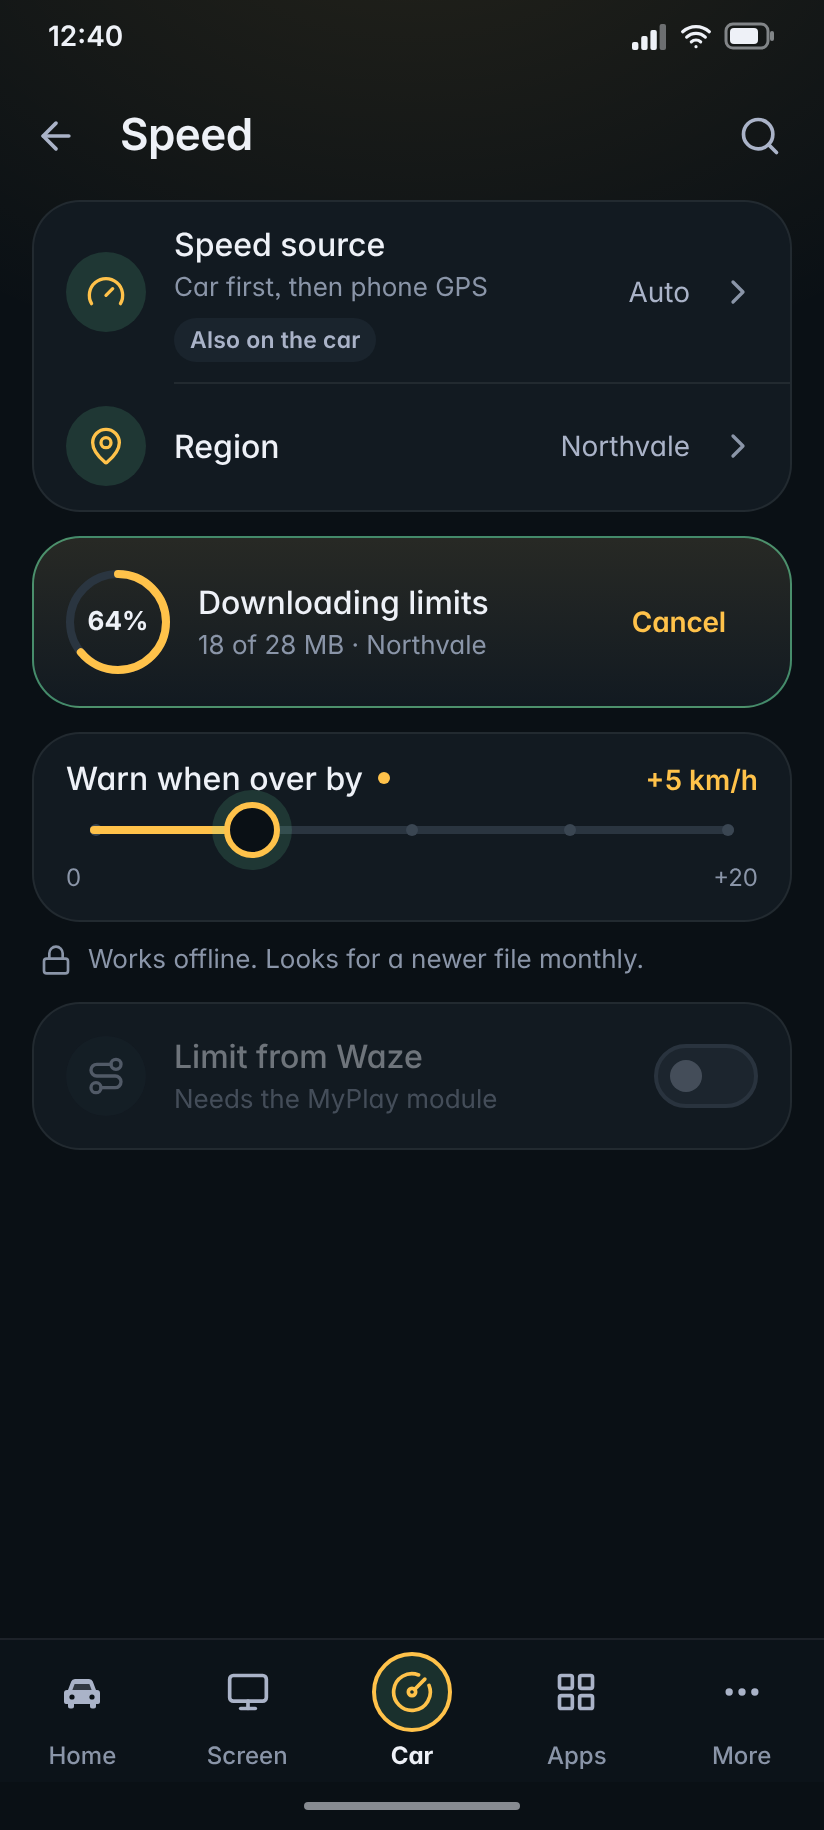 12:40
Speed
Speed source
Car first, then phone GPS
Auto
Also on the car
Region
Northvale
64%
Downloading limits
18 of 28 MB · Northvale
Cancel
Warn when over by
+5 km/h
0
+20
Works offline. Looks for a newer file monthly.
Limit from Waze
Needs the MyPlay module
Home
Screen
Car
Apps
More